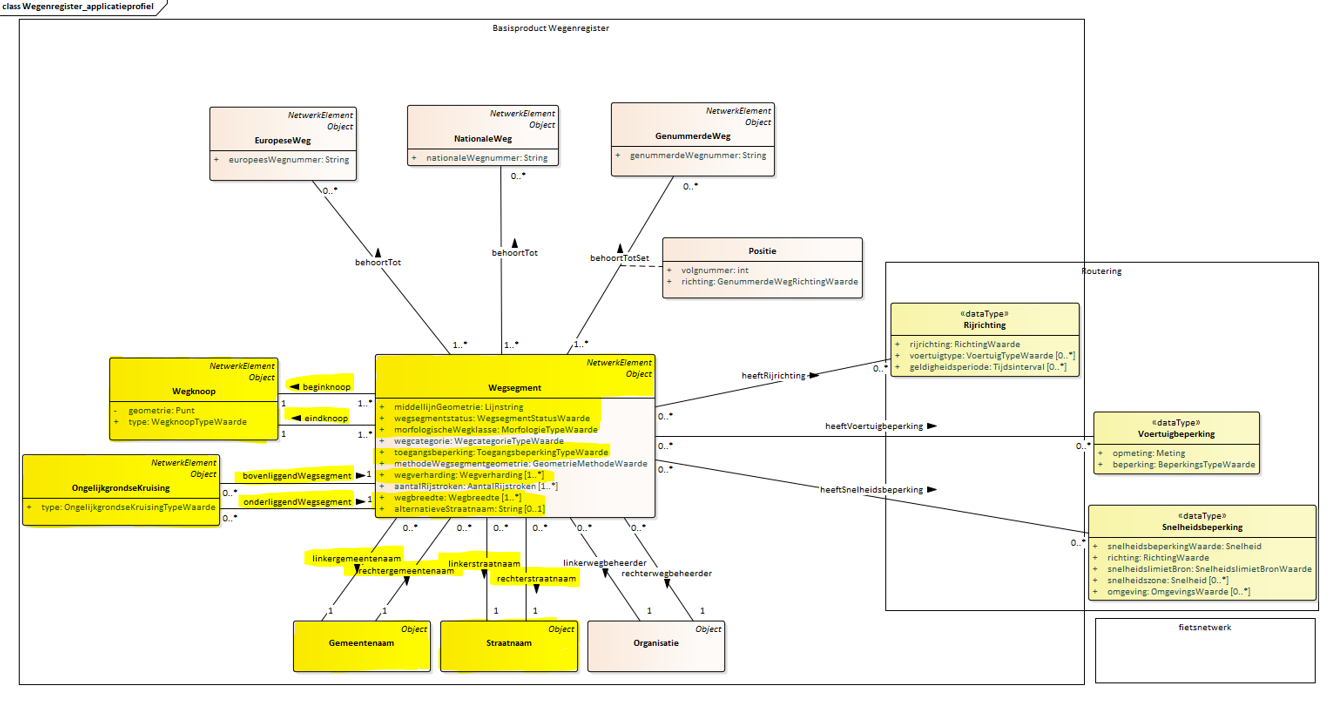 class Wegenregister_applicatieprofiel
Basisproduct Wegenregister
NetwerkElement
Object
EuropeseWeg
+ europeesWegnummer: String
NetwerkElement
Object
NationaleWeg
+ nationaleWegnummer: String
NetwerkElement
Object
GenummerdeWeg
+ genummerdeWegnummer: String
0..*
0..*
0..*
behoortTot
behoortTot
behoortTotSet
Positie
+ volgnummer: int
+ richting: GenummerdeWegRichtingWaarde
1..*
1..*
1..*
Routering
«dataType»
Rijrichting
+ rijrichting: RichtingWaarde
+ voertuigtype: VoertuigTypeWaarde [0..*]
+ geldigheidsperiode: Tijdsinterval [0..*]
NetwerkElement
Object
Wegknoop
- geometrie: Punt
+ type: WegknoopTypeWaarde
beginknoop
1
1..*
eindknoop
1
1..*
NetwerkElement
Object
Wegsegment
+ middellijnGeometrie: Lijnstring
+ wegsegmentstatus: WegsegmentStatusWaarde
+ morfologischeWegklasse: MorfologieTypeWaarde
+ wegcategorie: WegcategorieTypeWaarde
+ toegangsbeperking: ToegangsbeperkingTypeWaarde
+ methodeWegsegmentgeometrie: GeometrieMethodeWaarde
+ wegverharding: Wegverharding [1..*]
+ aantalRijstroken: AantalRijstroken [1..*]
+ wegbreedte: Wegbreedte [1..*]
+ alternatieveStraatnaam: String [0..1]
heeftRijrichting
0..*
0..*
heeftVoertuigbeperking
0..*
0..*
«dataType»
Voertuigbeperking
+ opmeting: Meting
+ beperking: BeperkingsTypeWaarde
NetwerkElement
Object
OngelijkgrondseKruising
+ type: OngelijkgrondseKruisingTypeWaarde
bovenliggendWegsegment
1
0..*
onderliggendWegsegment
1
0..*
0..*
heeftSnelheidsbeperking
0..*
«dataType»
Snelheidsbeperking
+ snelheidsbeperkingWaarde: Snelheid
+ richting: RichtingWaarde
+ snelheidslimietBron: SnelheidslimietBronWaarde
+ snelheidszone: Snelheid [0..*]
+ omgeving: OmgevingsWaarde [0..*]
0..*
0..*
0..*
0..*
0..*
0..*
linkergemeentenaam
rechtergemeentenaam
linkerstraatnaam
rechterstraatnaam
linkerwegbeheerder
rechterwegbeheerder
1
1
1
1
1
1
Object
Gemeentenaam
Object
Straatnaam
Object
Organisatie
fietsnetwerk